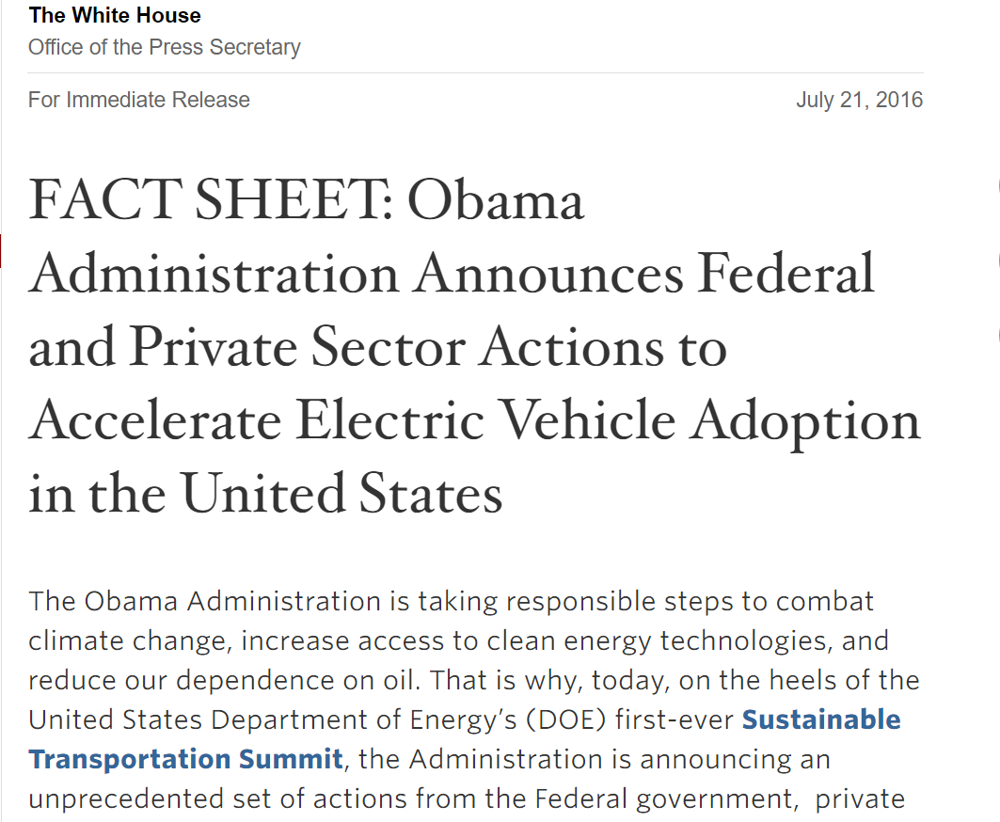 The White House
Office of the Press Secretary
For Immediate Release July 21, 2016
FACT SHEET: Obama
Administration Announces Federal
and Private Sector Actions to
Accelerate Electric Vehicle Adoption
in the United States
The Obama Administration is taking responsible steps to combat
climate change, increase access to clean energy technologies, and
reduce our dependence on oil. That is why, today, on the heels of the
United States Department of Energy’s (DOE) first-ever Sustainable
Transportation Summit, the Administration is announcing an
unprecedented set of actions from the Federal government,  private